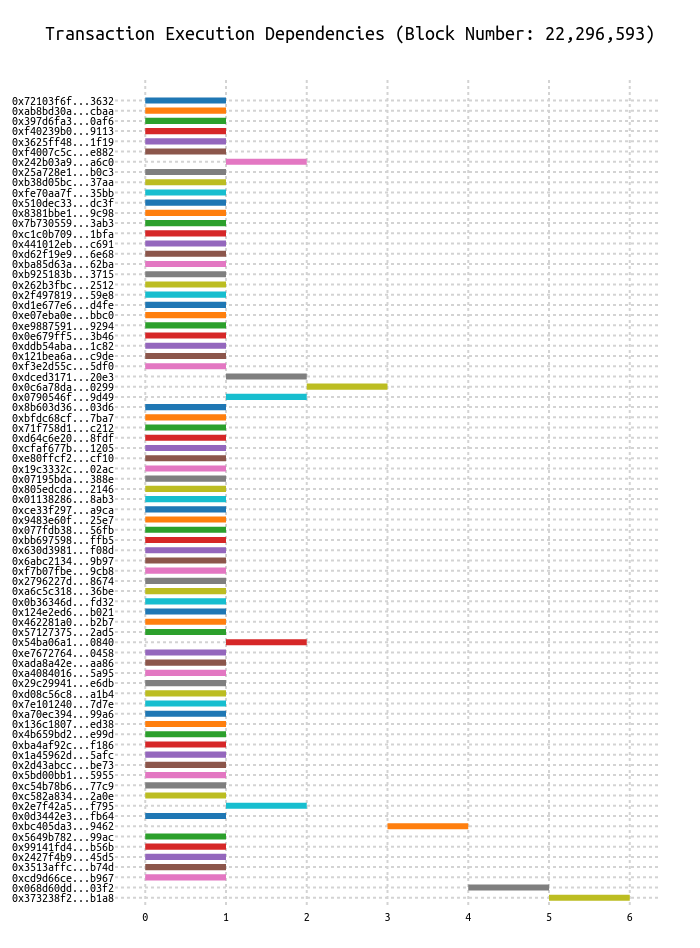 Transaction Execution Dependencies (Block Number: 22,296,593)
0x72103f6f...3632
0xab8bd30a...cbaa
0x397d6fa3...0af6
0xf40239b0...9113
0x3625ff48...1f19
0xf4007c5c...e882
0x242b03a9...a6c0
0x25a728e1...b0c3
0xb38d05bc...37aa
0xfe70aa7f...35bb
0x510dec33...dc3f
0x8381bbe1...9c98
0x7b730559...3ab3
0xc1c0b709...1bfa
0x441012eb...c691
0xd62f19e9...6e68
0xba85d63a...62ba
0xb925183b...3715
0x262b3fbc...2512
0x2f497819...59e8
0xd1e677e6...d4fe
0xe07eba0e...bbc0
0xe9887591...9294
0x0e679ff5...3b46
0xddb54aba...1c82
0x121bea6a...c9de
0xf3e2d55c...5df0
0xdced3171...20e3
0x0c6a78da...0299
0x0790546f...9d49
0x8b603d36...03d6
0xbfdc68cf...7ba7
0x71f758d1...c212
0xd64c6e20...8fdf
0xcfaf677b...1205
0xe80ffcf2...cf10
0x19c3332c...02ac
0x07195bda...388e
0x805edcda...2146
0x01138286...8ab3
0xce33f297...a9ca
0x9483e60f...25e7
0x077fdb38...56fb
0xbb697598...ffb5
0x630d3981...f08d
0x6abc2134...9b97
0xf7b07fbe...9cb8
0x2796227d...8674
0xa6c5c318...36be
0x0b36346d...fd32
0x124e2ed6...b021
0x462281a0...b2b7
0x57127375...2ad5
0x54ba06a1...0840
0xe7672764...0458
0xada8a42e...aa86
0xa4084016...5a95
0x29c29941...e6db
0xd08c56c8...a1b4
0x7e101240...7d7e
0xa70ec394...99a6
0x136c1807...ed38
0x4b659bd2...e99d
0xba4af92c...f186
0x1a45962d...5afc
0x2d43abcc...be73
0x5bd00bb1...5955
0xc54b78b6...77c9
0xc582a834...2a0e
0x2e7f42a5...f795
0x0d3442e3...fb64
0xbc405da3...9462
0x5649b782...99ac
0x99141fd4...b56b
0x2427f4b9...45d5
0x3513affc...b74d
0xcd9d66ce...b967
0x068d60dd...03f2
0x373238f2...b1a8
0 1 2 3 4 5 6